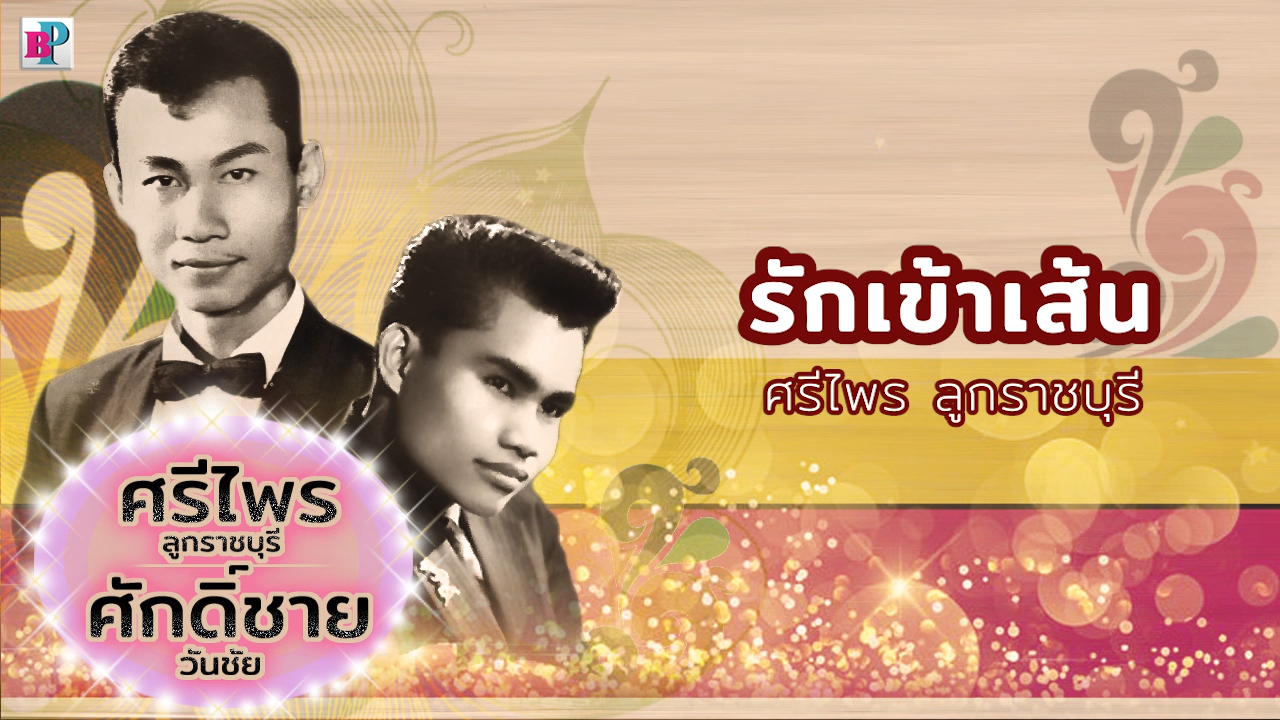 BP
รักเข้าเส้น
ศรีไพร ลูกราชบุรี
ศรีไพร
ลูกราชบุรี
ศักดิ์ชาย
วันชัย